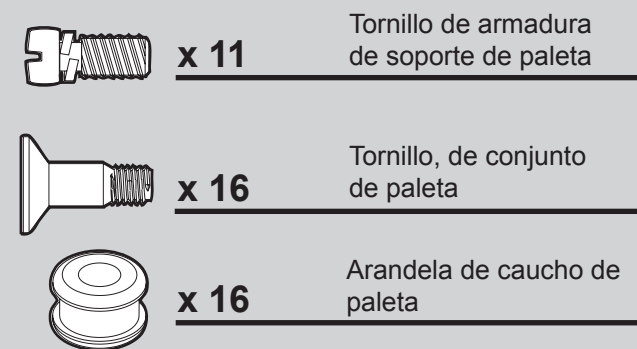 x 11
Tornillo de armadura
de soporte de paleta
x 16
Tornillo, de conjunto
de paleta
x 16
Arandela de caucho de
paleta